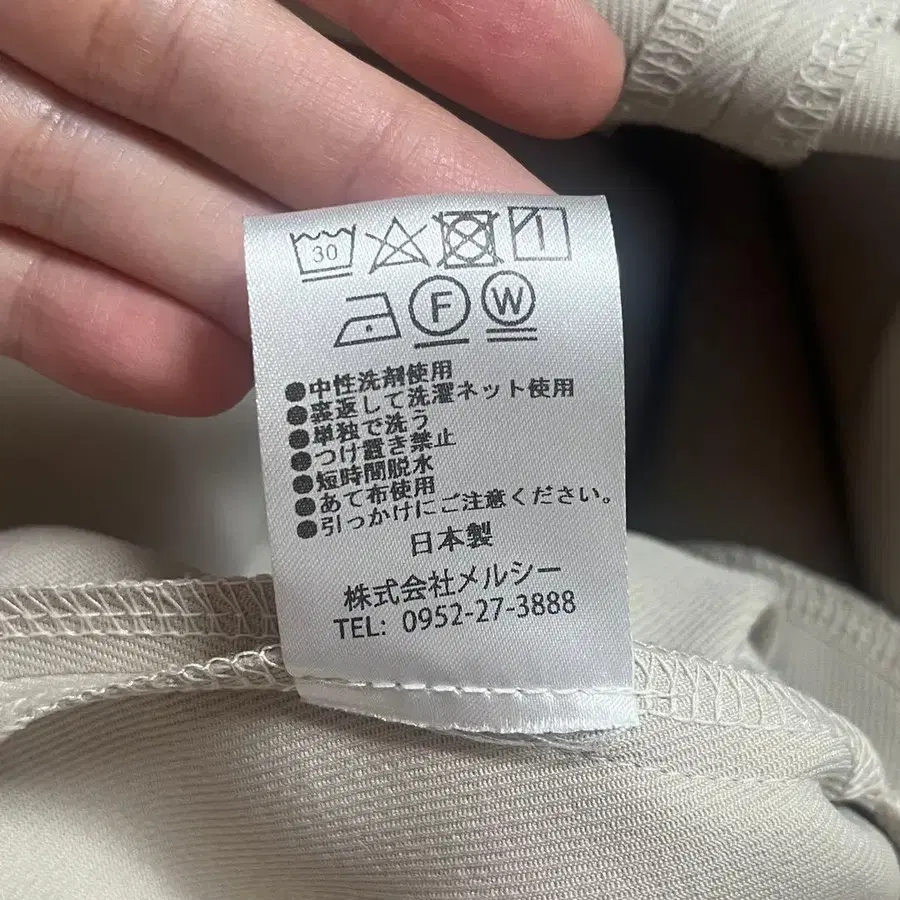 30
F W
●中性洗剤使用
●裏返して洗濯ネット使用
●単独で洗う
●つけ置き禁止
●短時間脱水
●あて布使用
●引っかけにご注意ください。
日本製
株式会社メルシー
TEL: 0952-27-3888